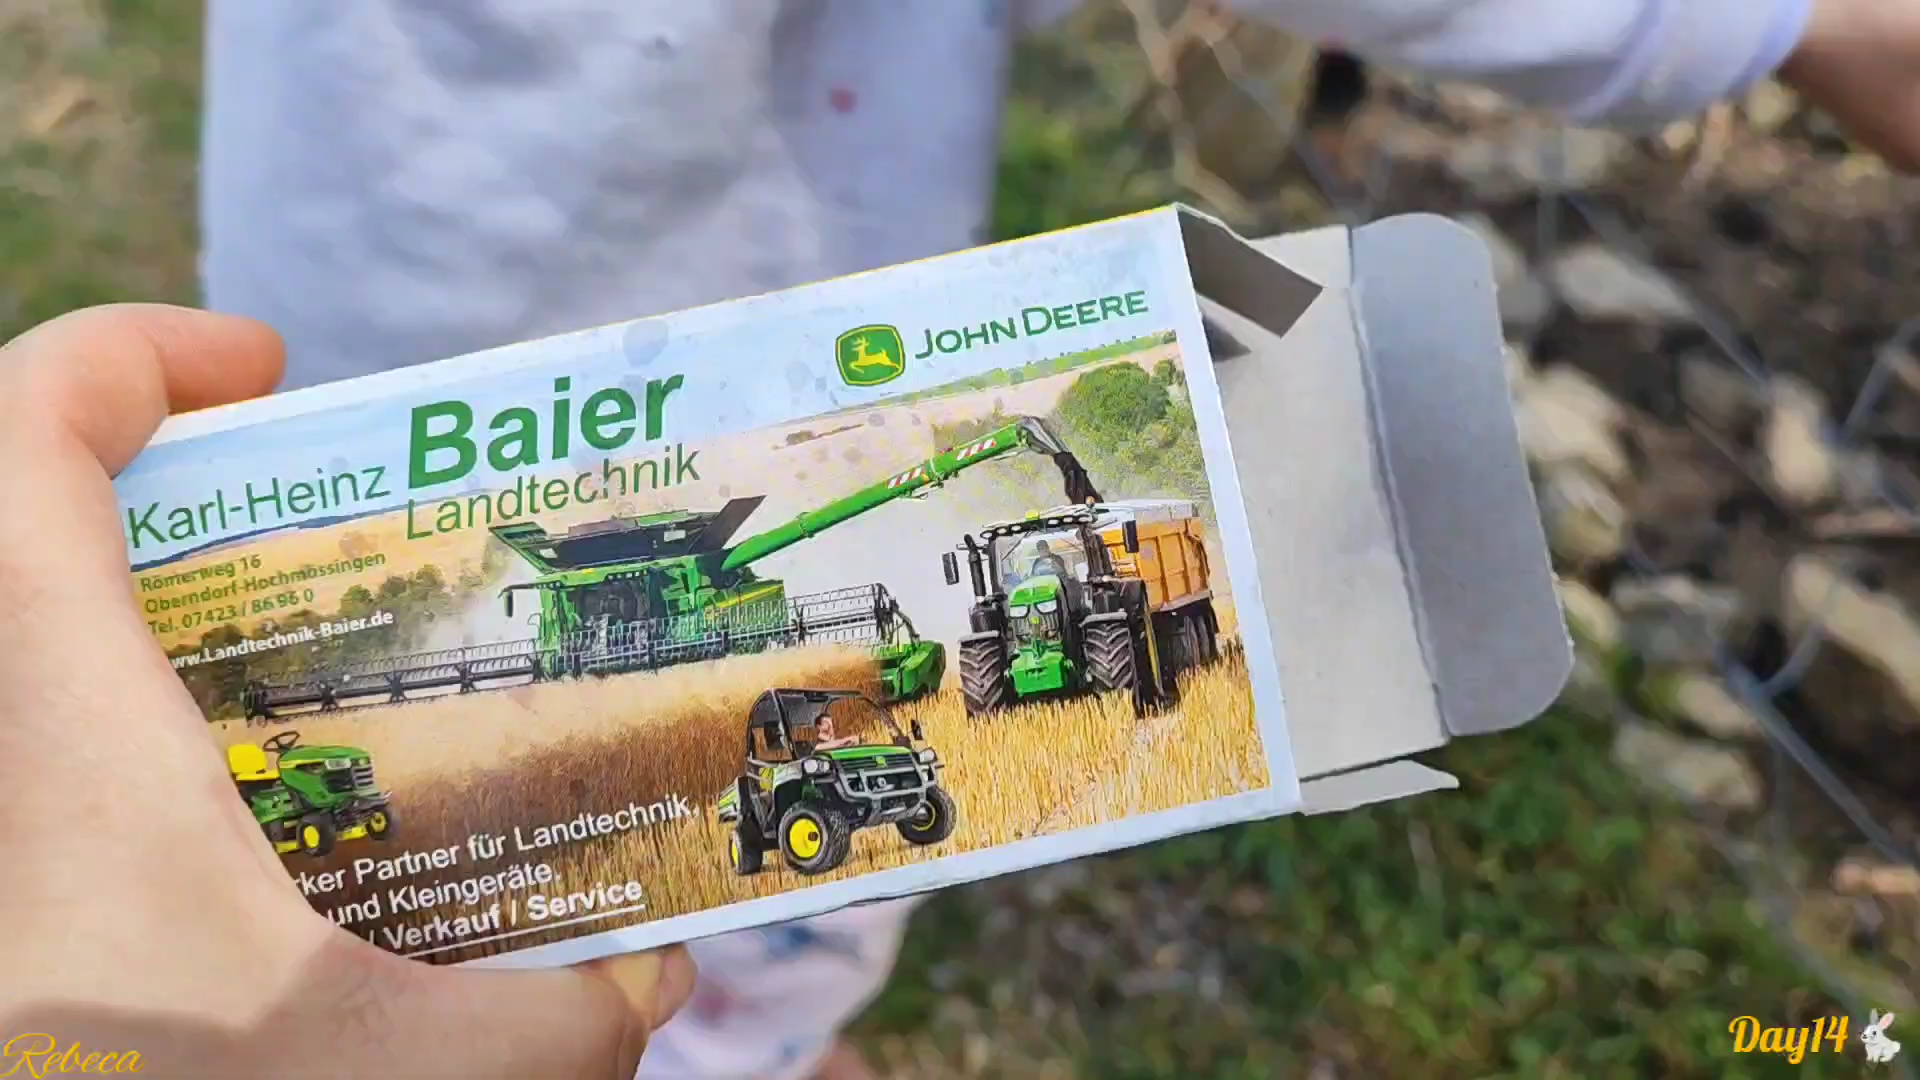 JOHN DEERE
Karl-Heinz Baier
Landtechnik
Römerweg 16
Oberndorf-Hochmössingen
Tel. 07423 / 86 96 0
www.Landtechnik-Baier.de
rker Partner für Landtechnik,
und Kleingeräte.
/ Verkauf / Service
Rebeca
Day14